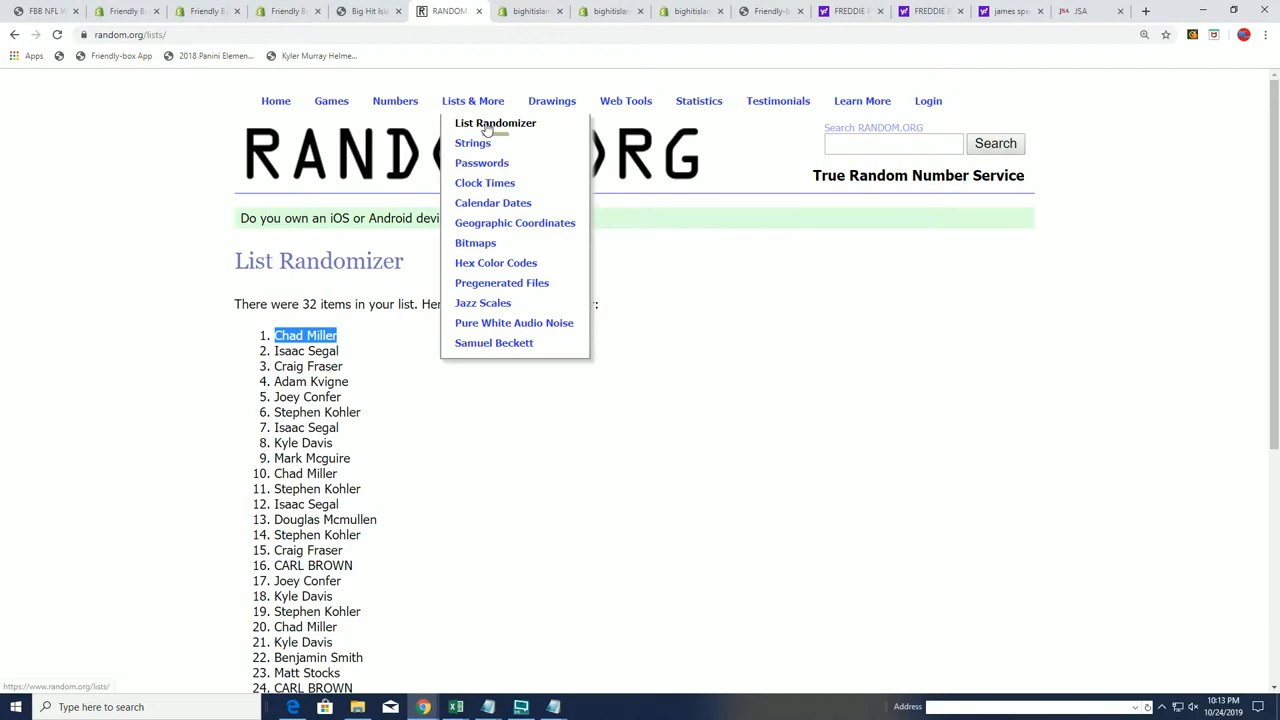 FBB NFL W
Friendly B
Friendly.B
Big Hit Isl
RANDOM.
bighitislan
bighitislan
bighitislan
Friendly-b
FREDDIE F
FREDDIE F
james spe
JSA
random.org/lists/
Apps
Friendly-box App
2018 Panini Elemen...
Kyler Murray Helme...
Home
Games
Numbers
Lists & More
Drawings
Web Tools
Statistics
Testimonials
Learn More
Login
List Randomizer
Strings
Passwords
Clock Times
Calendar Dates
Geographic Coordinates
Bitmaps
Hex Color Codes
Pregenerated Files
Jazz Scales
Pure White Audio Noise
Samuel Beckett
RAND RG
Search RANDOM.ORG
Search
True Random Number Service
Do you own an iOS or Android devi
List Randomizer
There were 32 items in your list. Her :
1. Chad Miller
2. Isaac Segal
3. Craig Fraser
4. Adam Kvigne
5. Joey Confer
6. Stephen Kohler
7. Isaac Segal
8. Kyle Davis
9. Mark Mcguire
10. Chad Miller
11. Stephen Kohler
12. Isaac Segal
13. Douglas Mcmullen
14. Stephen Kohler
15. Craig Fraser
16. CARL BROWN
17. Joey Confer
18. Kyle Davis
19. Stephen Kohler
20. Chad Miller
21. Kyle Davis
22. Benjamin Smith
23. Matt Stocks
24. CARL BROWN
https://www.random.org/lists/
Type here to search
Address
10:13 PM
10/24/2019